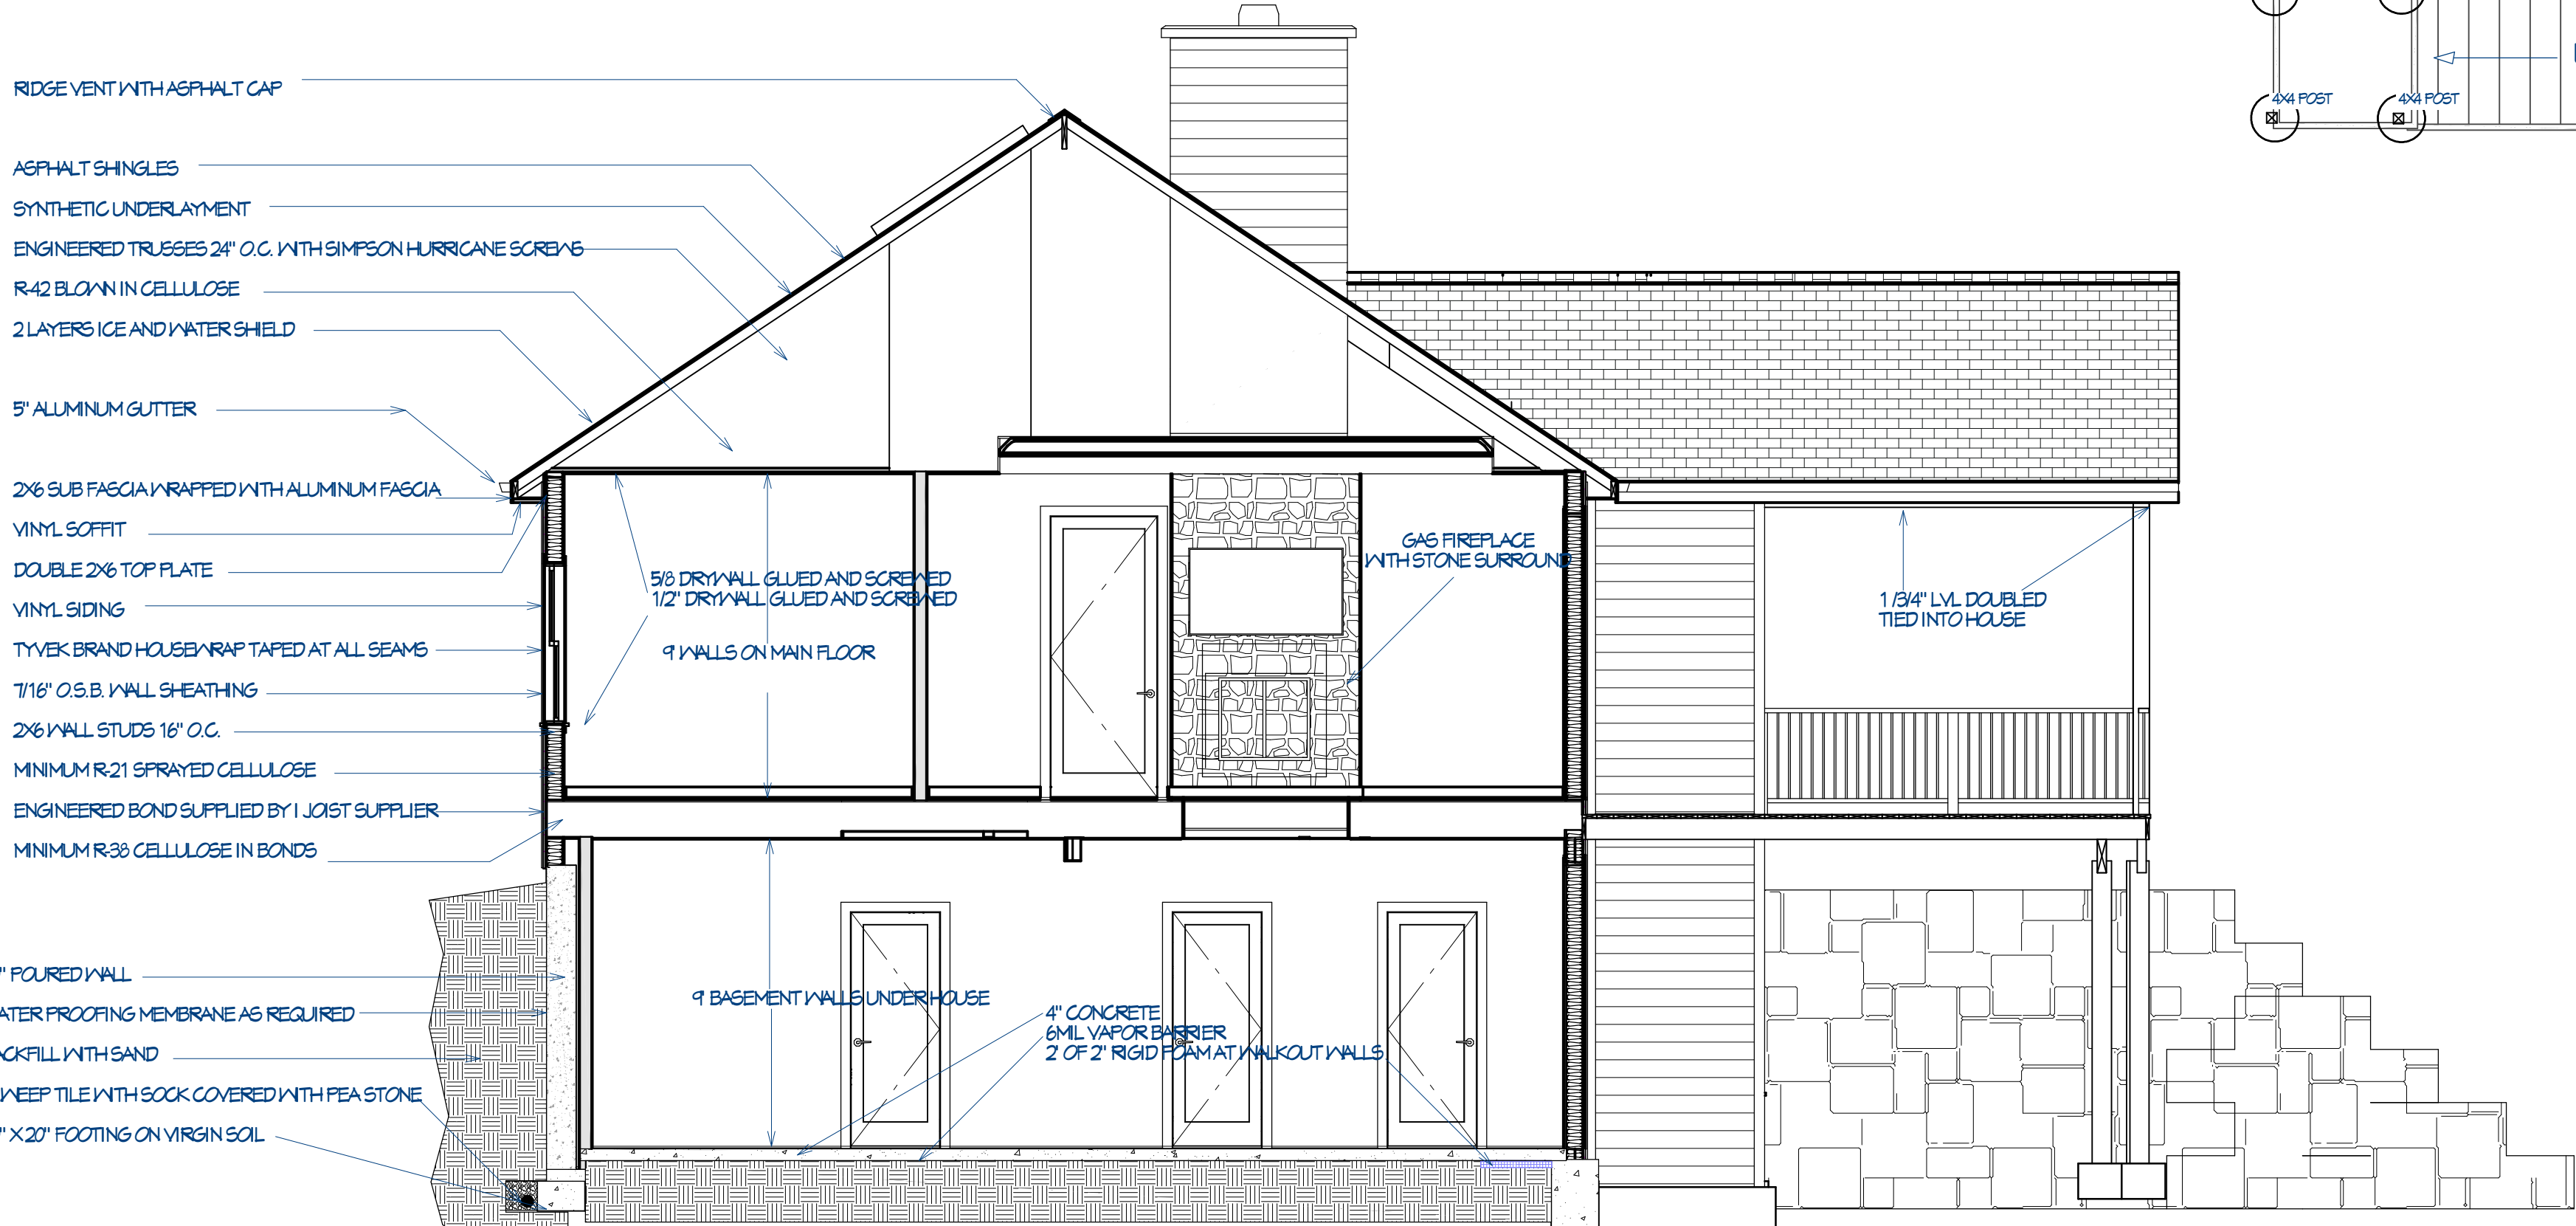 RIDGE VENT WITH ASPHALT CAP
ASPHALT SHINGLES
SYNTHETIC UNDERLAYMENT
ENGINEERED TRUSSES 24" O.C. WITH SIMPSON HURRICANE SCREWS
R-42 BLOWN IN CELLULOSE
2 LAYERS ICE AND WATER SHIELD
5" ALUMINUM GUTTER
2X6 SUB FASCIA WRAPPED WITH ALUMINUM FASCIA
VINYL SOFFIT
DOUBLE 2X6 TOP PLATE
VINYL SIDING
TYVEK BRAND HOUSEWRAP TAPED AT ALL SEAMS
7/16" O.S.B. WALL SHEATHING
2X6 WALL STUDS 16" O.C.
MINIMUM R-21 SPRAYED CELLULOSE
ENGINEERED BOND SUPPLIED BY I JOIST SUPPLIER
MINIMUM R-38 CELLULOSE IN BONDS
" POURED WALL
ATER PROOFING MEMBRANE AS REQUIRED
ACKFILL WITH SAND
WEEP TILE WITH SOCK COVERED WITH PEA STONE
" X 20" FOOTING ON VIRGIN SOIL
5/8 DRYWALL GLUED AND SCREWED
1/2" DRYWALL GLUED AND SCREWED
9' WALLS ON MAIN FLOOR
GAS FIREPLACE
WITH STONE SURROUND
1 /3/4" LVL DOUBLED
TIED INTO HOUSE
9' BASEMENT WALLS UNDER HOUSE
4" CONCRETE
6MIL VAPOR BARRIER
2' OF 2" RIGID FOAM AT WALKOUT WALLS
4X4 POST
4X4 POST